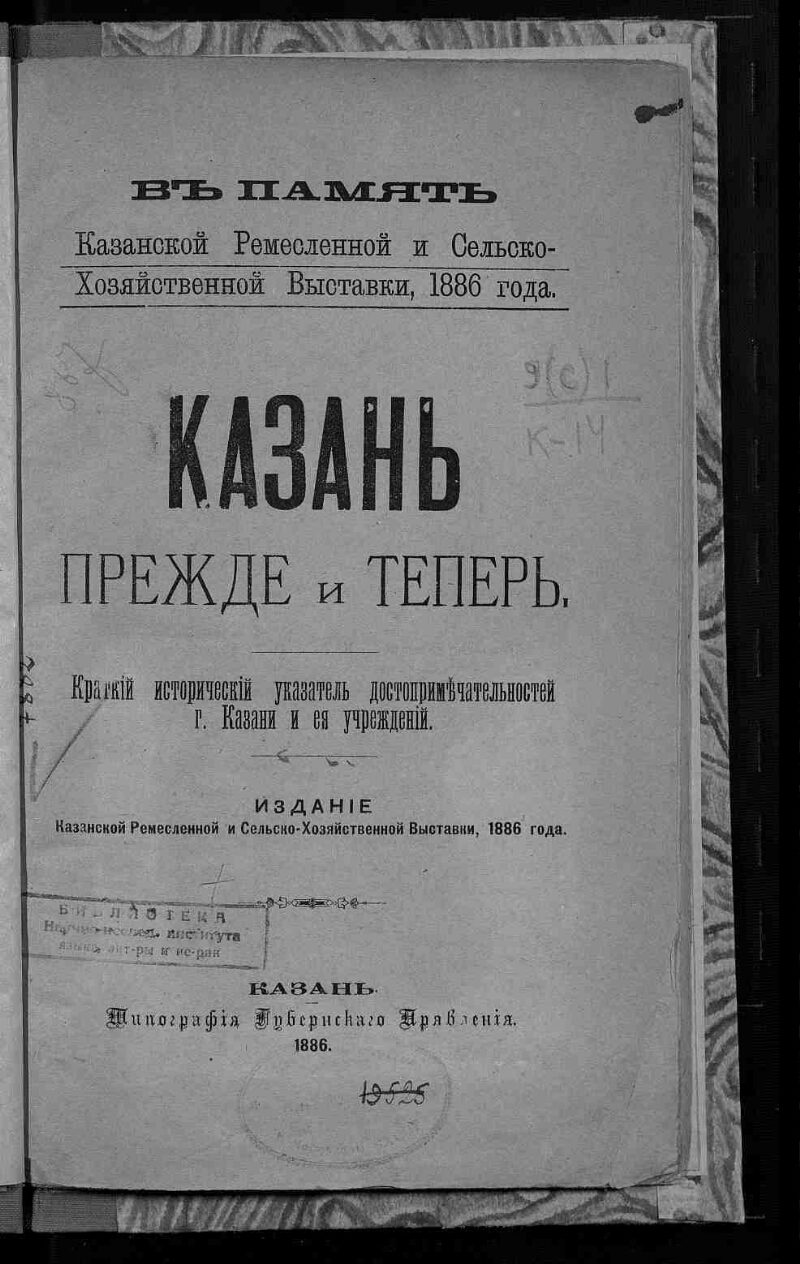 ВЪ ПАМЯТЬ
Казанской Ремесленной и Сельско-
Хозяйственной Выставки, 1886 года.
9(с)1
К-14
КАЗАНЬ
ПРЕЖДЕ и ТЕПЕРЬ.
Краткій историческій указатель достопримѣчательностей
г. Казани и ея учрежденій.
ИЗДАНІЕ
Казанской Ремесленной и Сельско-Хозяйственной Выставки, 1886 года.
БИБЛИОТЕКА
института
КАЗАНЬ.
Типографія Губернскаго Правленія.
1886.
19525